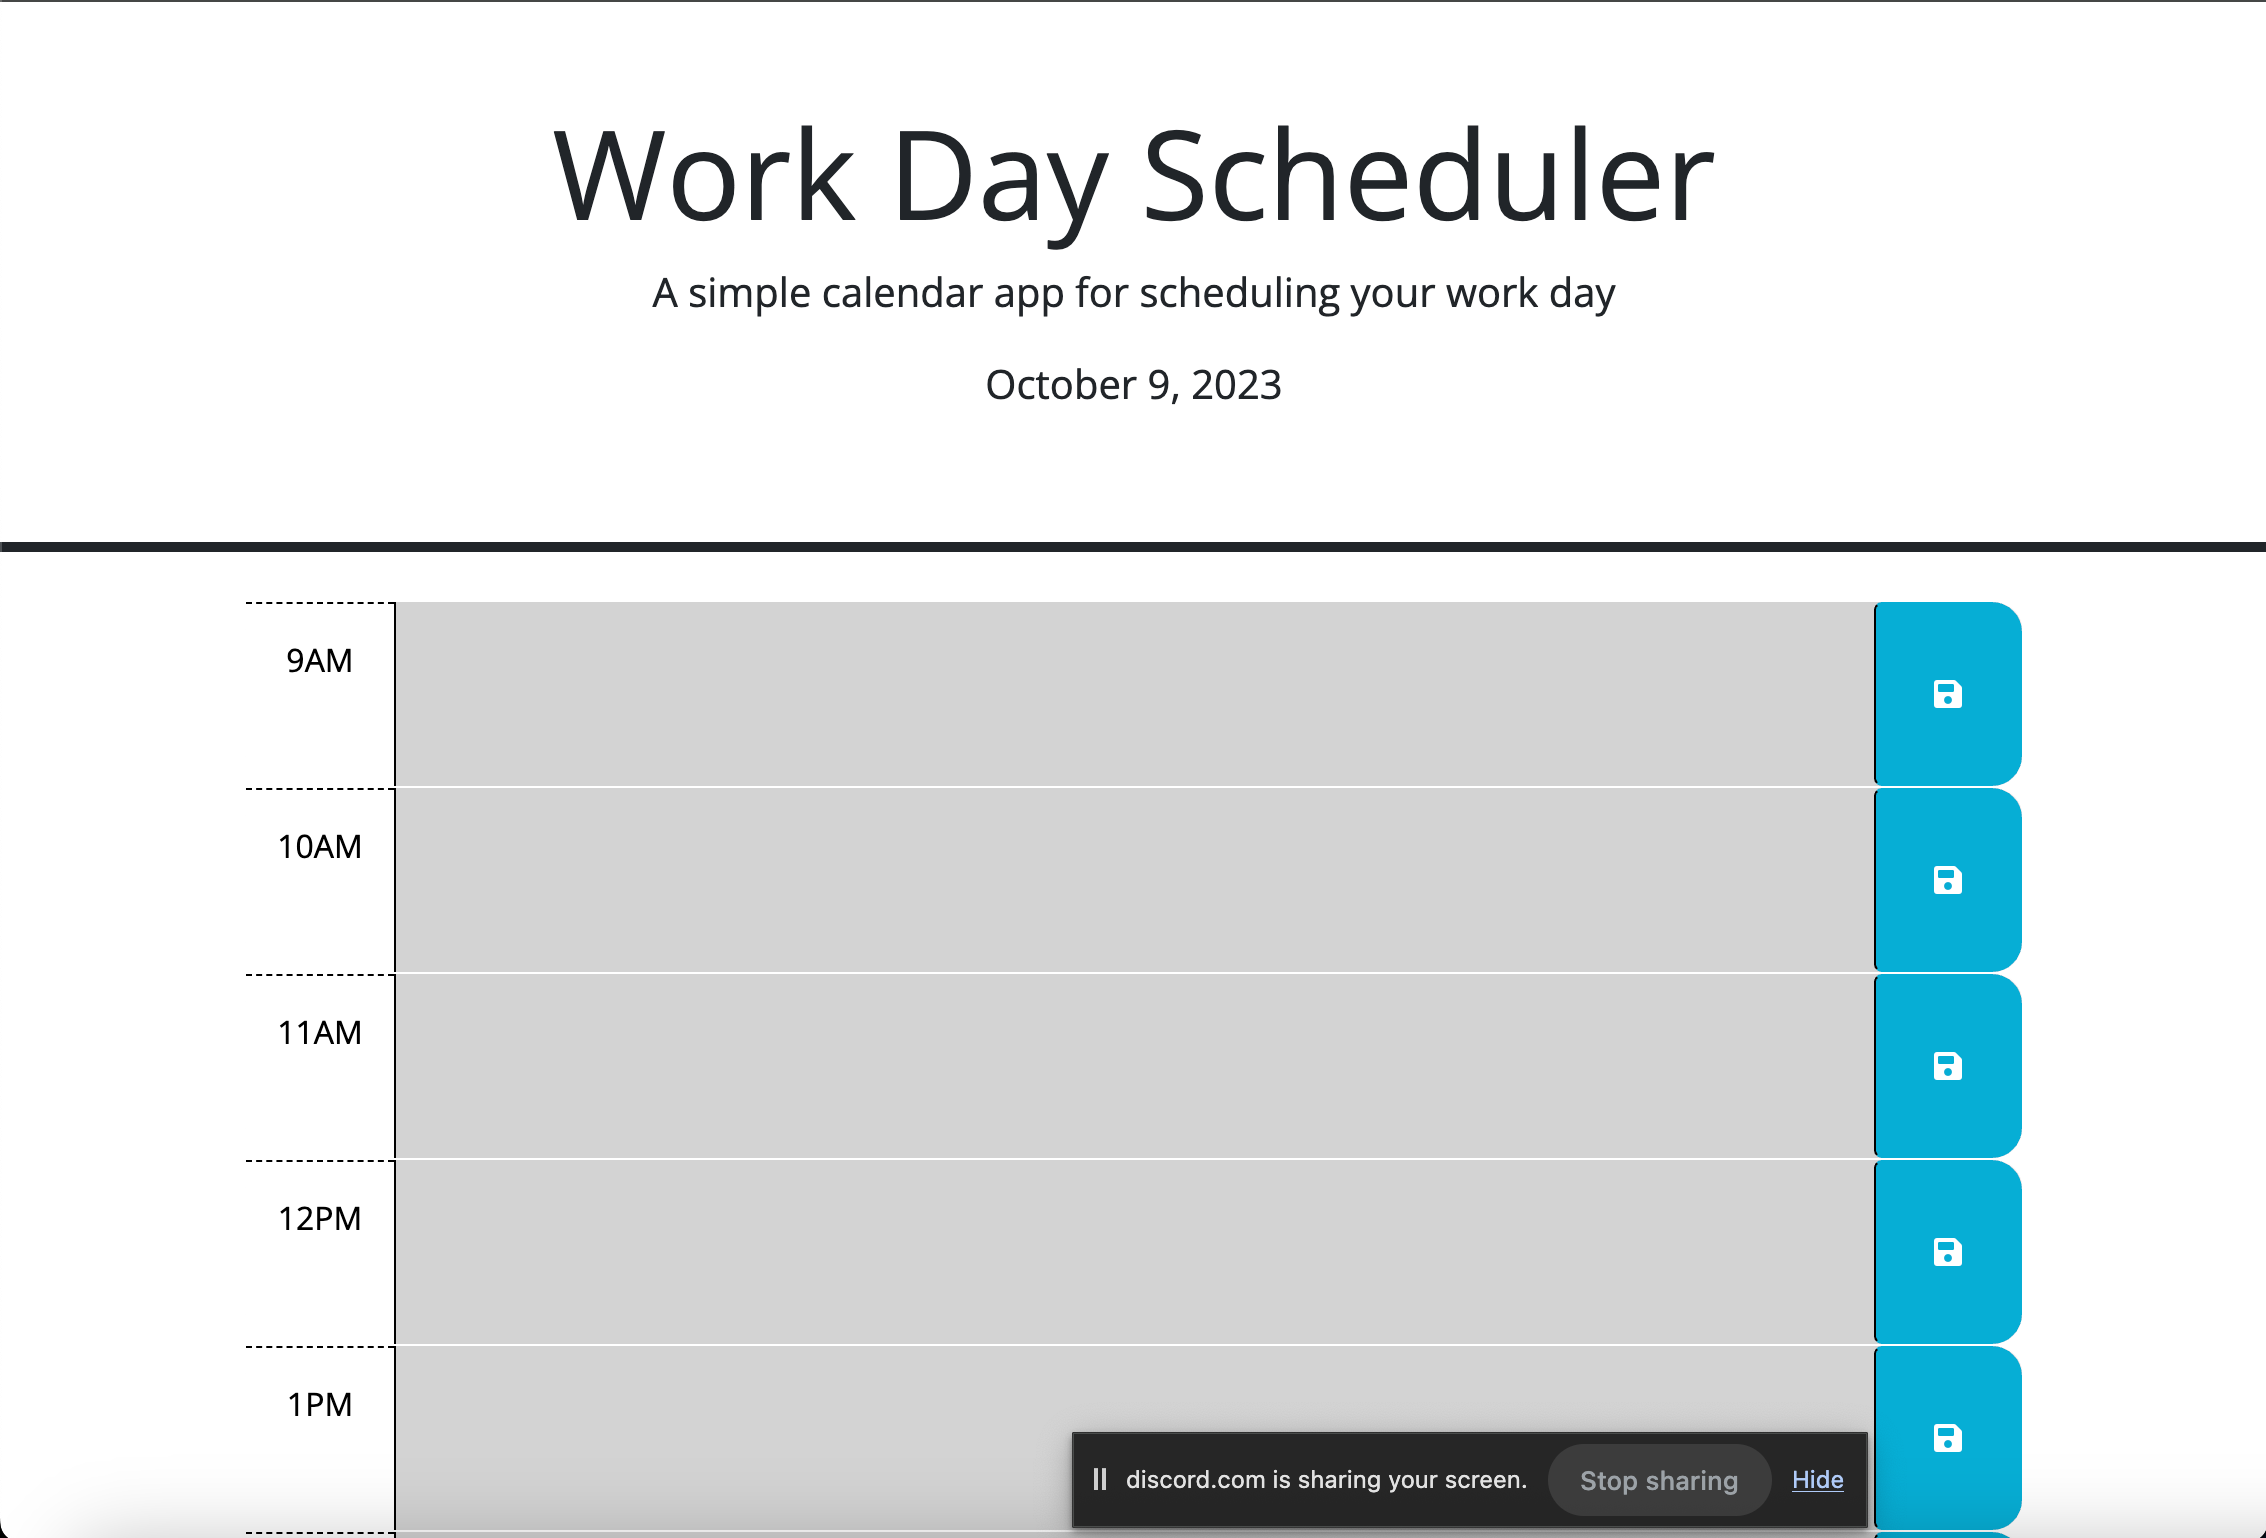 Work Day Scheduler
A simple calendar app for scheduling your work day
October 9, 2023
9AM
10AM
11AM
12PM
1PM
discord.com is sharing your screen. Stop sharing Hide